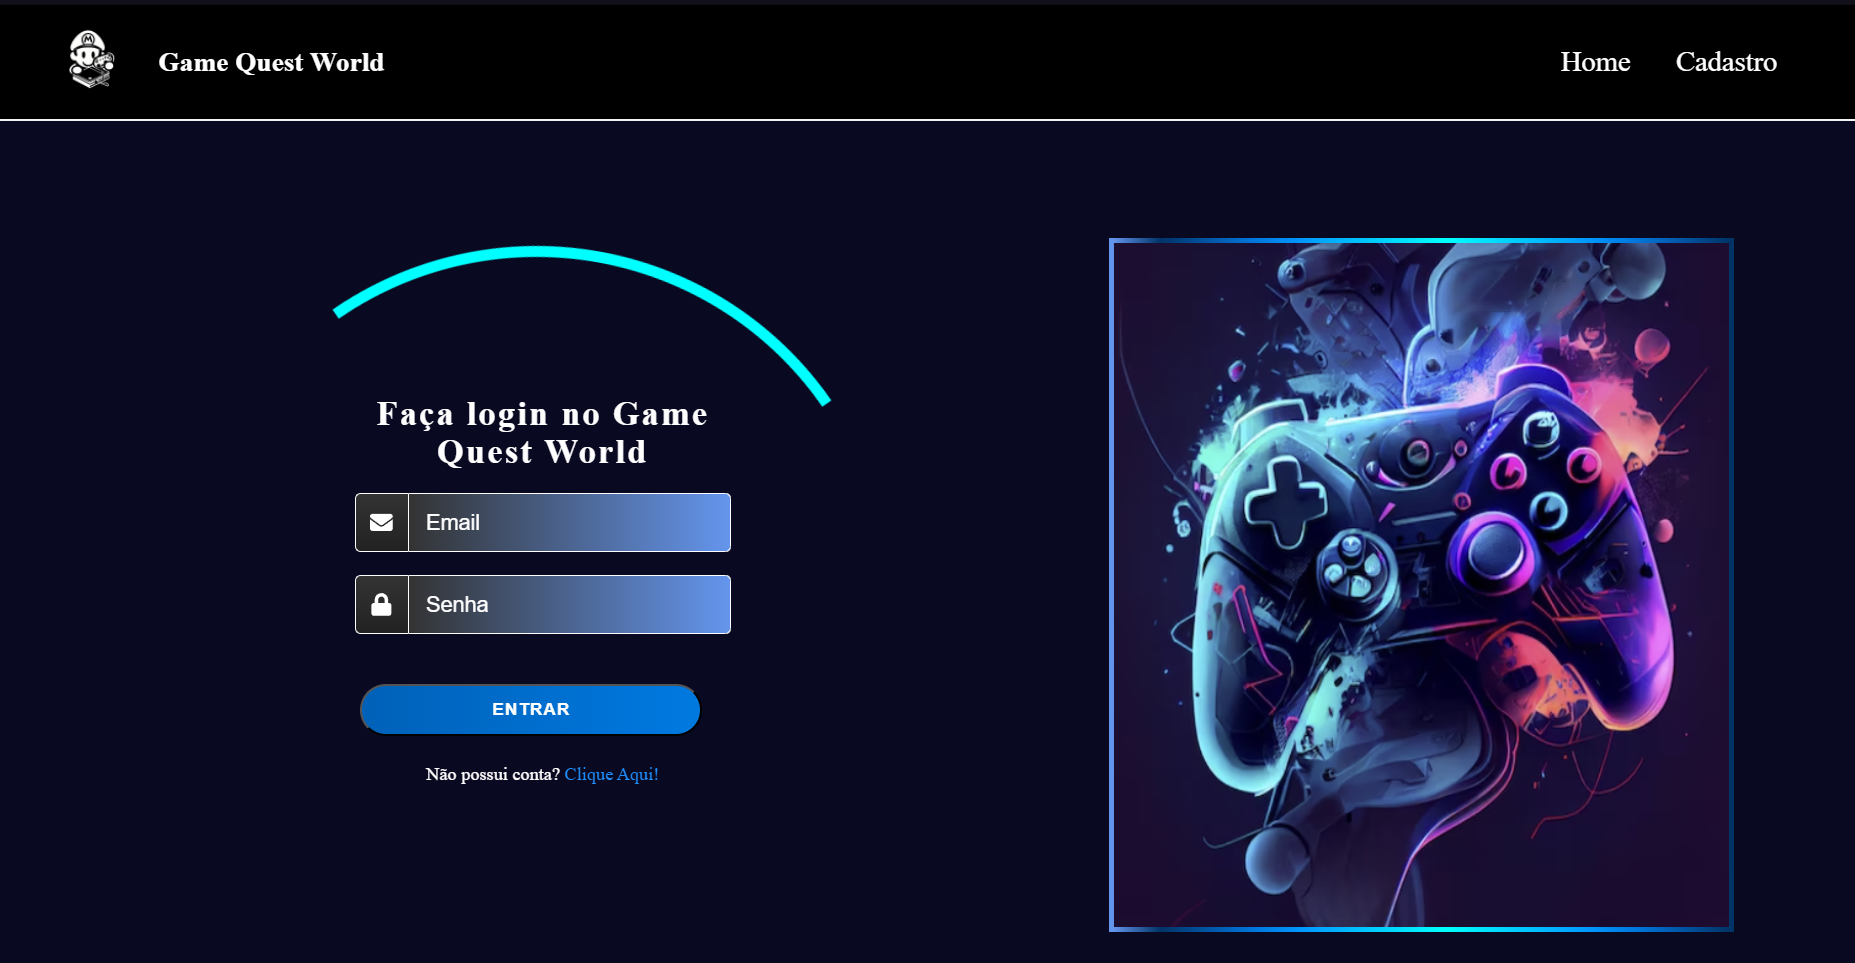 Game Quest World
Home
Cadastro
Faça login no Game
Quest World
Email
Senha
ENTRAR
Não possui conta? Clique Aqui!